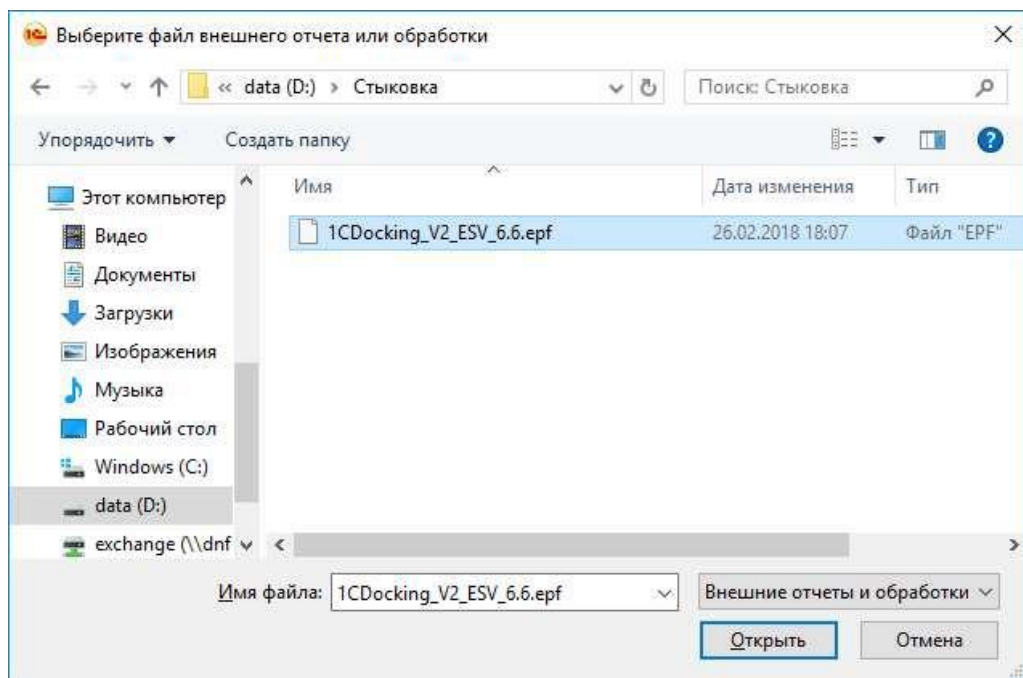 1С Выберите файл внешнего отчета или обработки
« data (D:) › Стыковка
Поиск: Стыковка
Упорядочить Создать папку
?
Имя Дата изменения Тип
1CDocking_V2_ESV_6.6.epf 26.02.2018 18:07 Файл "EPF"
Этот компьютер
Видео
Документы
Загрузки
Изображения
Музыка
Рабочий стол
Windows (C:)
data (D:)
exchange (\\dnf
Имя файла: 1CDocking_V2_ESV_6.6.epf Внешние отчеты и обработки
Открыть Отмена